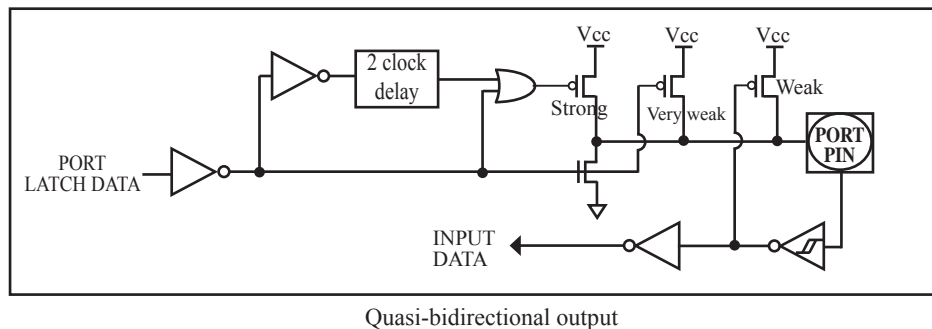 Vcc
Vcc
Vcc
2 clock
delay
Strong
Very weak
Weak
PORT
PIN
PORT
LATCH DATA
INPUT
DATA
Quasi-bidirectional output